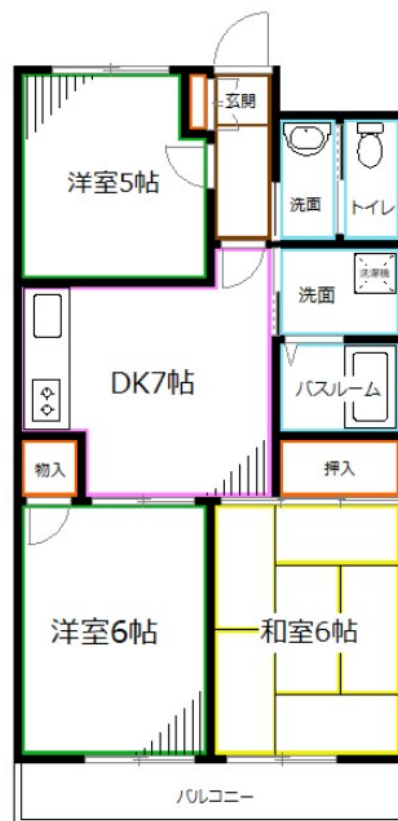 玄関
洋室5帖
洗面
トイレ
洗面
洗濯機
DK7帖
バスルーム
物入
押入
洋室6帖
和室6帖
バルコニー